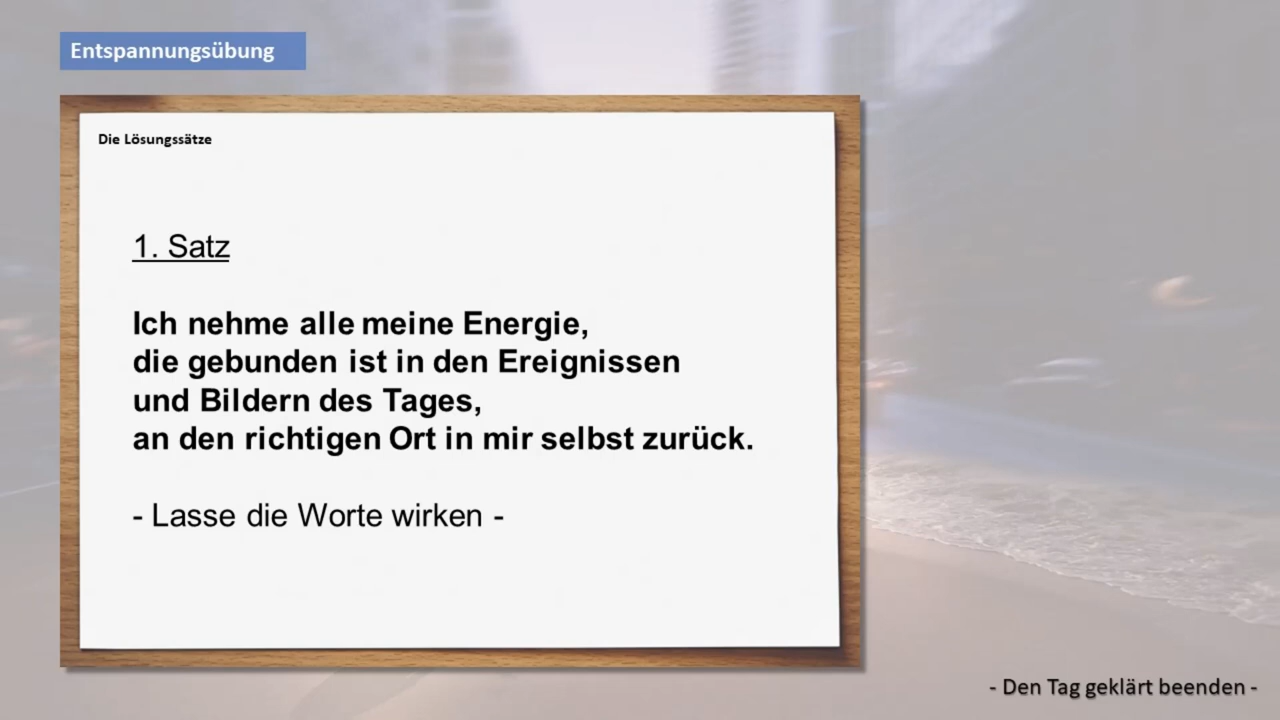 Entspannungsübung
Die Lösungssätze
1. Satz
Ich nehme alle meine Energie,
die gebunden ist in den Ereignissen
und Bildern des Tages,
an den richtigen Ort in mir selbst zurück.
- Lasse die Worte wirken -
- Den Tag geklärt beenden -